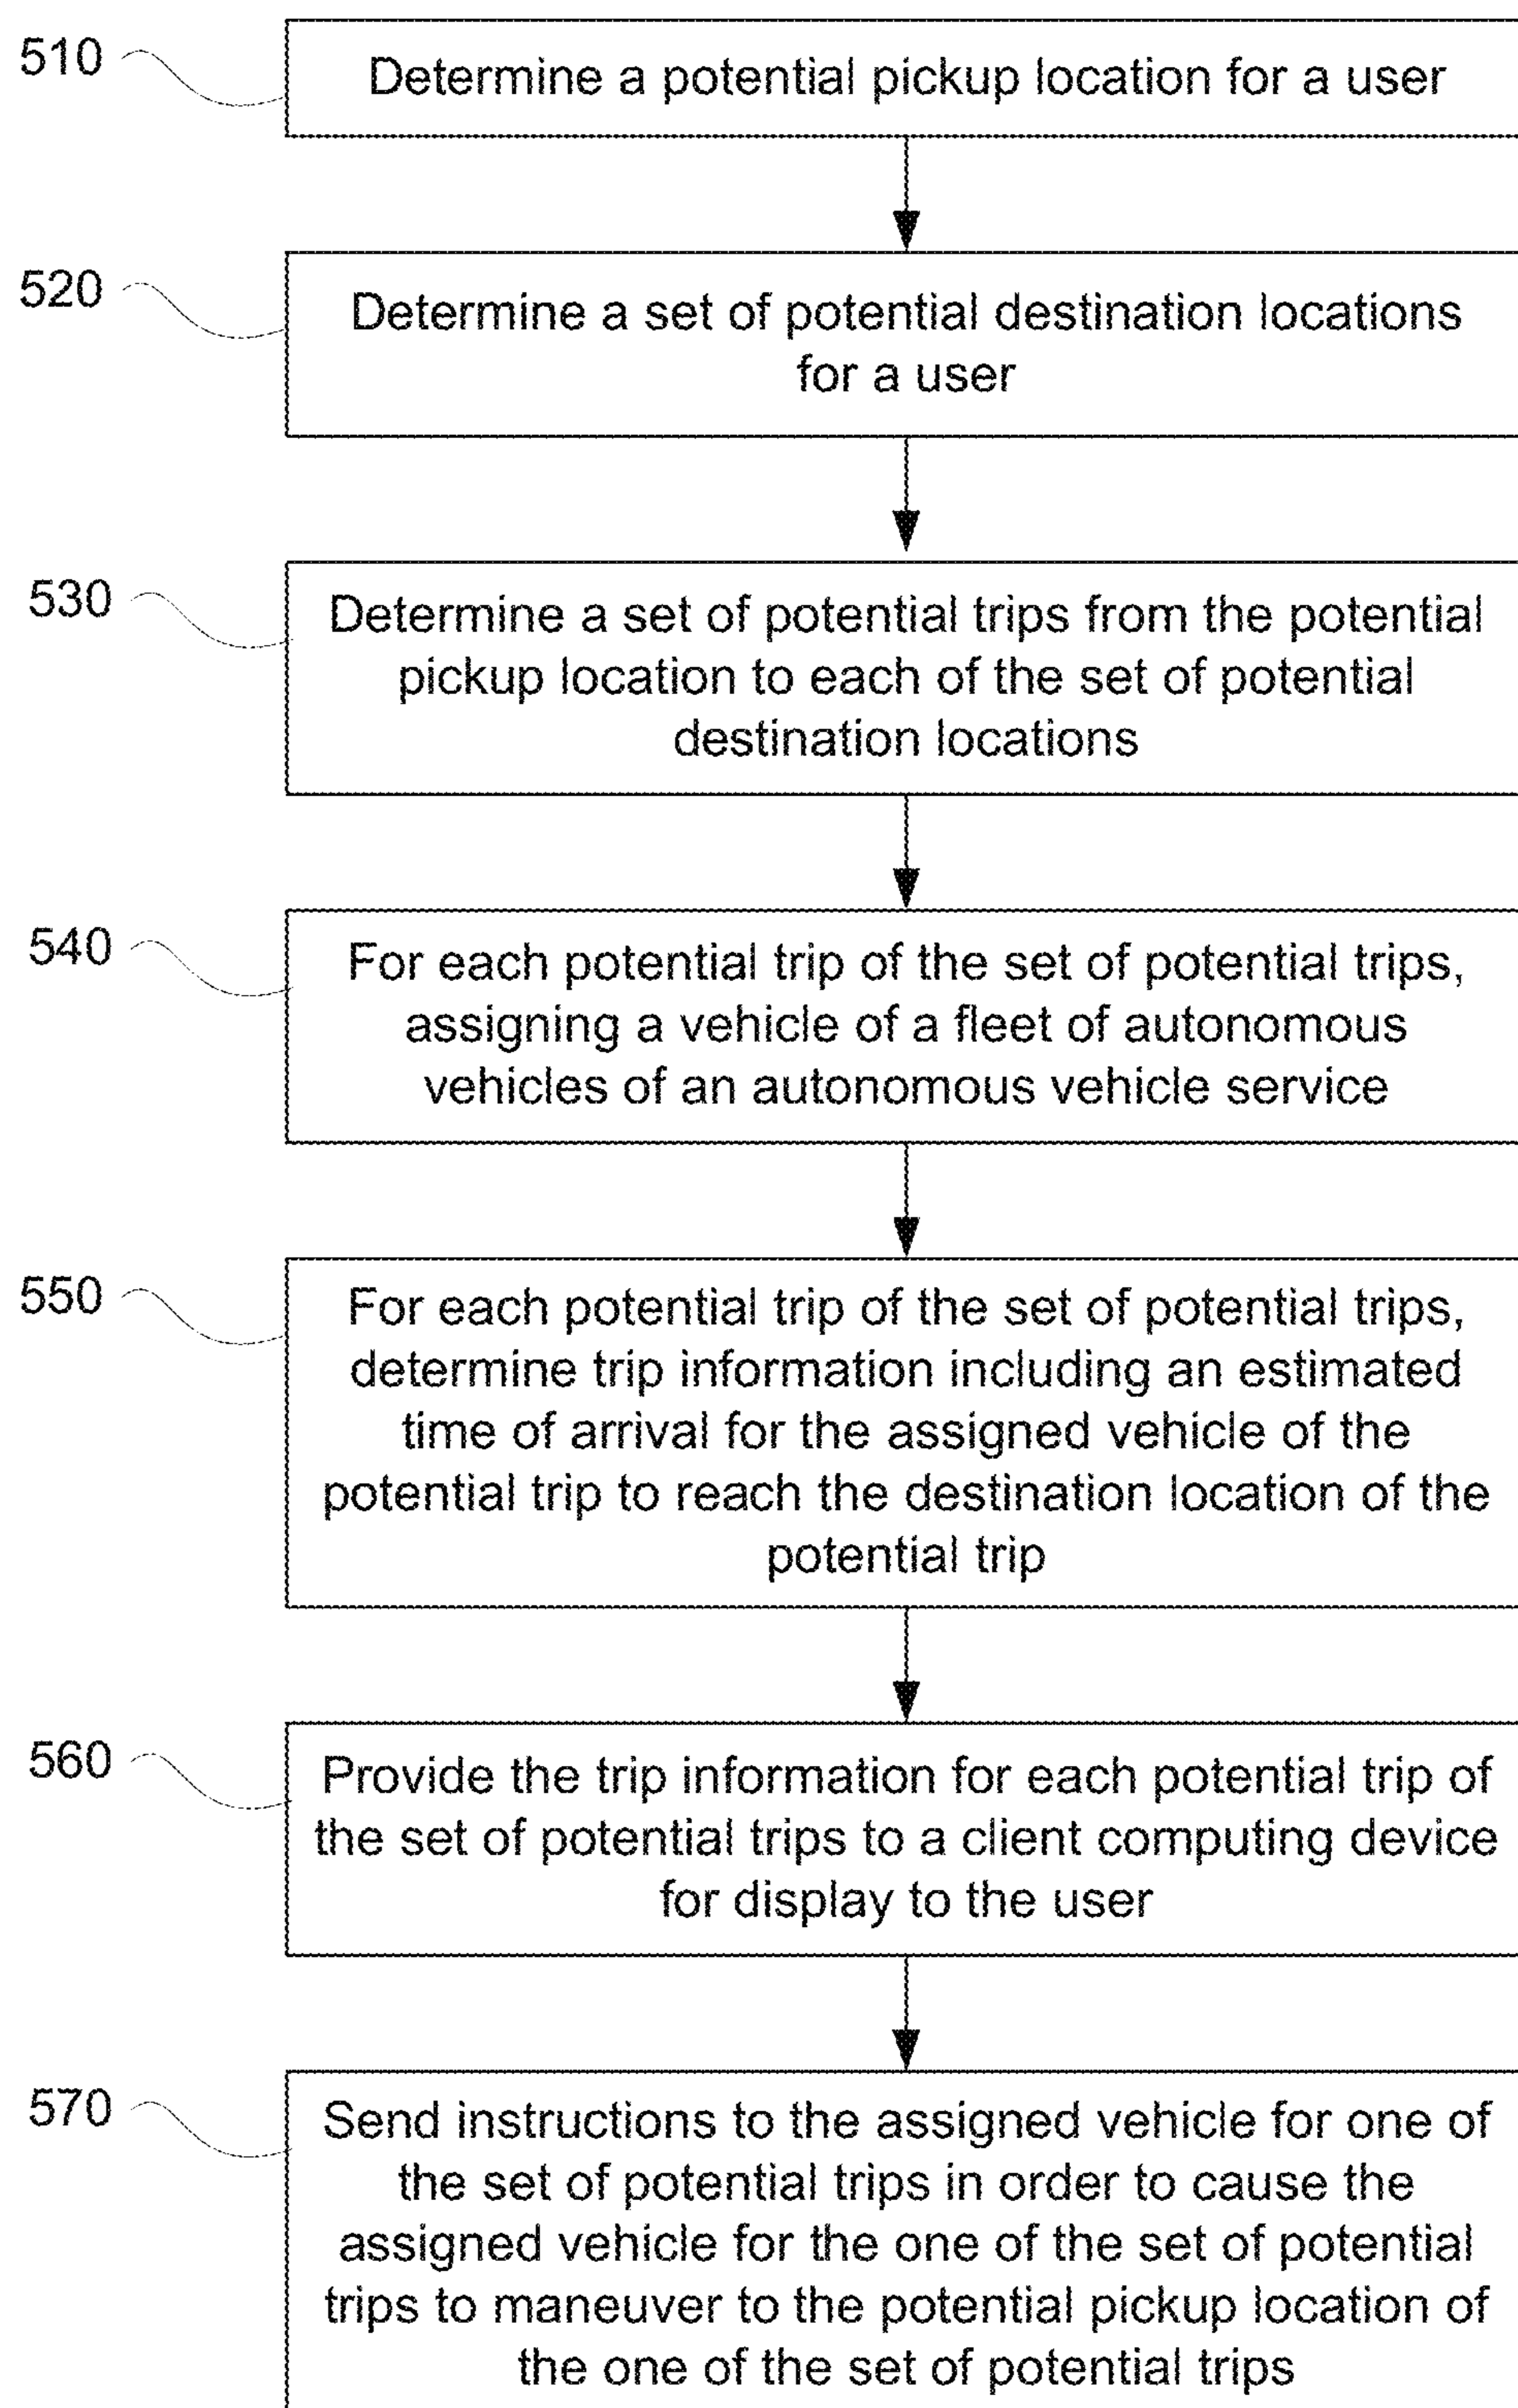 510
Determine a potential pickup location for a user
520
Determine a set of potential destination locations
for a user
530
Determine a set of potential trips from the potential
pickup location to each of the set of potential
destination locations
540
For each potential trip of the set of potential trips,
assigning a vehicle of a fleet of autonomous
vehicles of an autonomous vehicle service
550
For each potential trip of the set of potential trips,
determine trip information including an estimated
time of arrival for the assigned vehicle of the
potential trip to reach the destination location of the
potential trip
560
Provide the trip information for each potential trip of
the set of potential trips to a client computing device
for display to the user
570
Send instructions to the assigned vehicle for one of
the set of potential trips in order to cause the
assigned vehicle for the one of the set of potential
trips to maneuver to the potential pickup location of
the one of the set of potential trips